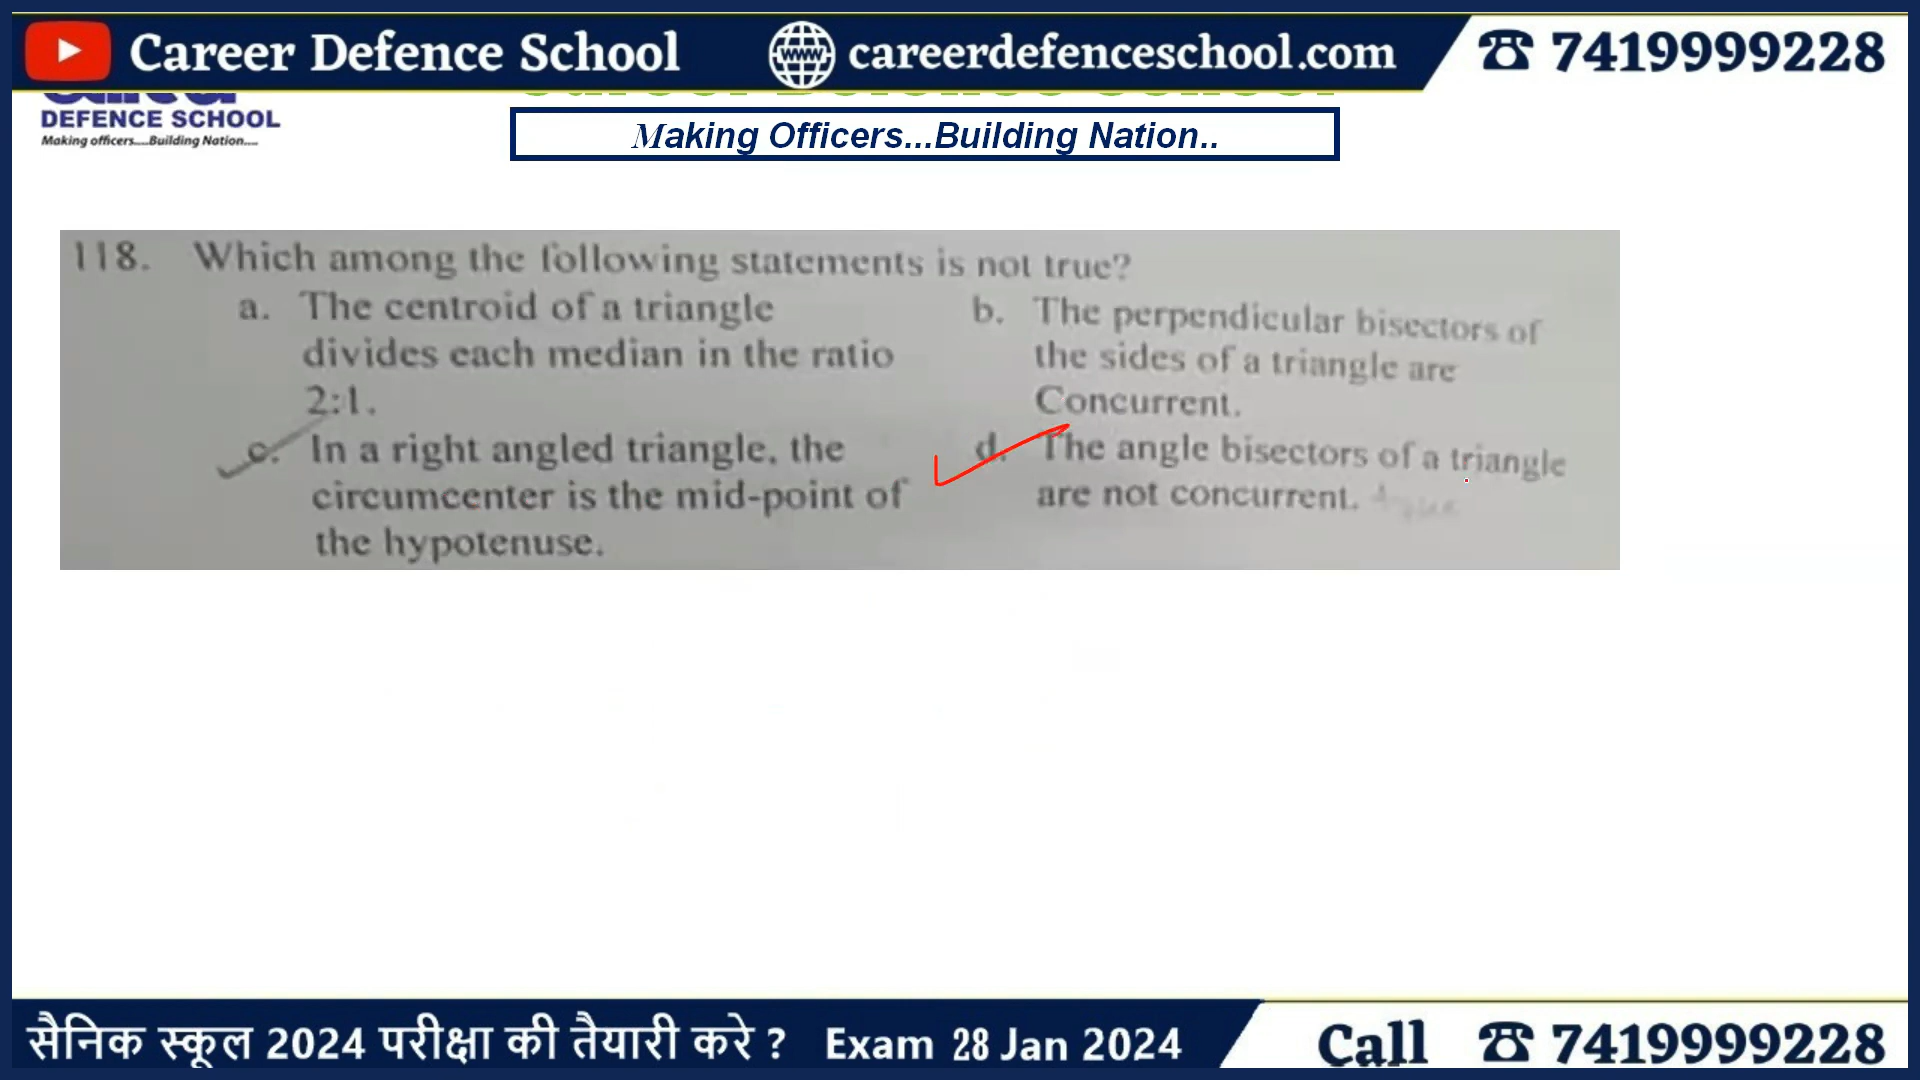 Career Defence School
www
careerdefenceschool.com
7419999228
DEFENCE SCHOOL
Making officers....Building Nation....
Making Officers...Building Nation..
118. Which among the following statements is not true?
a. The centroid of a triangle
divides each median in the ratio
2:1.
b. The perpendicular bisectors of
the sides of a triangle are
Concurrent.
c. In a right angled triangle, the
circumcenter is the mid-point of
the hypotenuse.
d. The angle bisectors of a triangle
are not concurrent.
सैनिक स्कूल 2024 परीक्षा की तैयारी करे ? Exam 28 Jan 2024
Call 7419999228